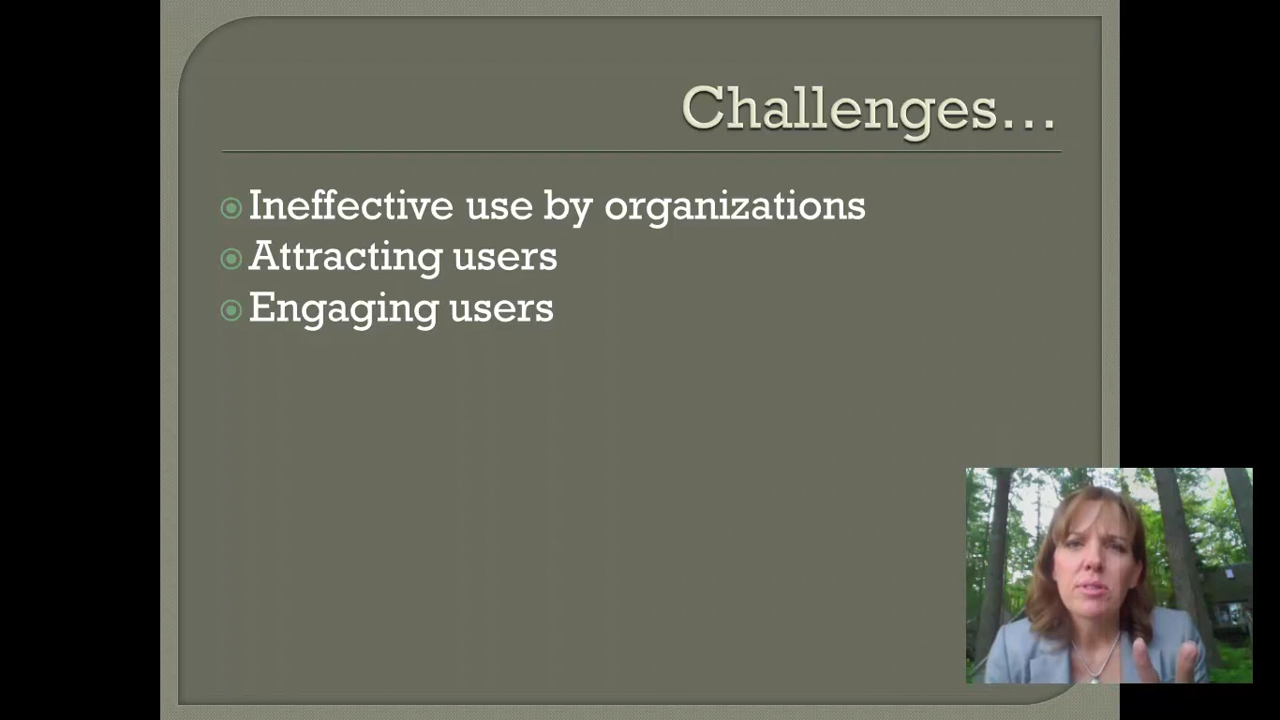 Challenges…
Ineffective use by organizations
Attracting users
Engaging users